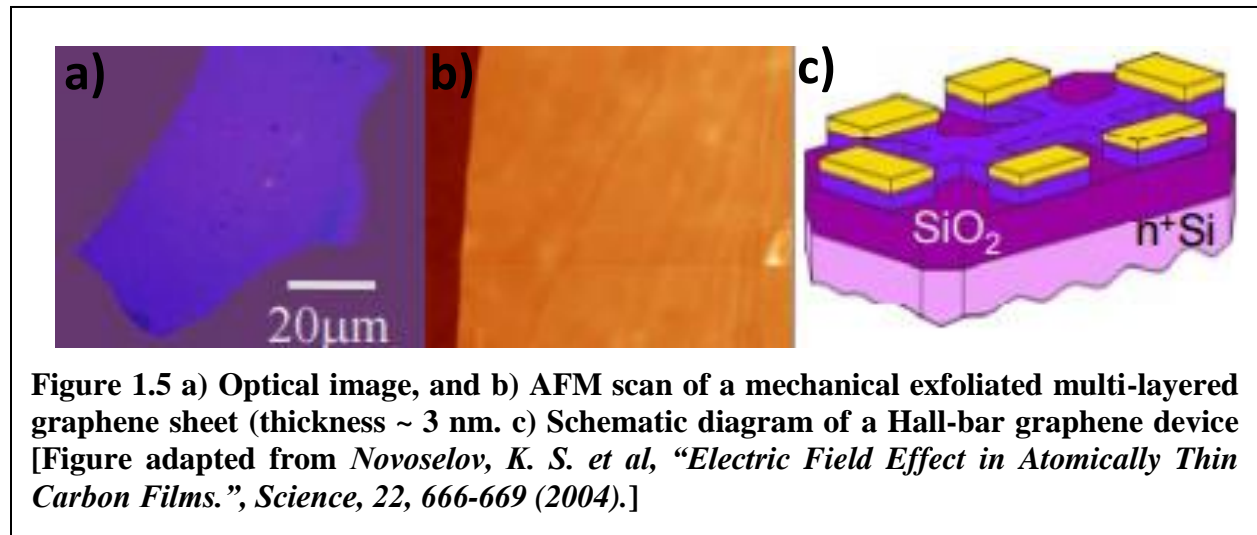 a)
b)
c)
20μm
SiO₂
n⁺Si
Figure 1.5 a) Optical image, and b) AFM scan of a mechanical exfoliated multi-layered
graphene sheet (thickness ~ 3 nm. c) Schematic diagram of a Hall-bar graphene device
[Figure adapted from Novoselov, K. S. et al, “Electric Field Effect in Atomically Thin
Carbon Films.”, Science, 22, 666-669 (2004).]